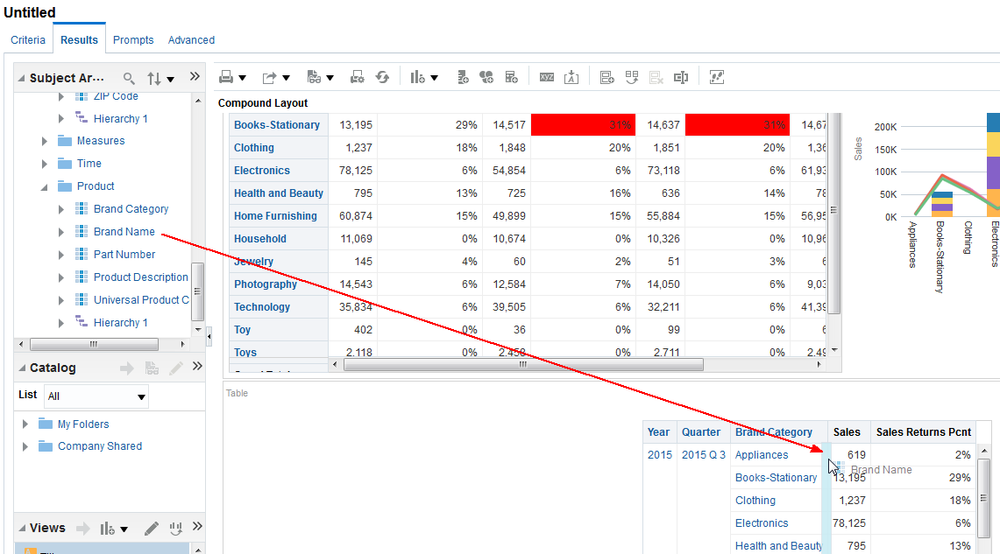 Untitled
Criteria Results Prompts Advanced
Subject Ar...
ZIP Code
Hierarchy 1
Measures
Time
Product
Brand Category
Brand Name
Part Number
Product Description
Universal Product C
Hierarchy 1
Catalog
List All
My Folders
Company Shared
Views
xyz
Compound Layout
Books-Stationary 13,195 29% 14,517 31% 14,637 31% 14,67
Clothing 1,237 18% 1,848 20% 1,851 20% 1,36
Electronics 78,125 6% 54,854 6% 73,118 6% 61,93
Health and Beauty 795 13% 725 16% 636 14% 78
Home Furnishing 60,874 15% 49,899 15% 55,884 15% 56,95
Household 11,069 0% 10,674 0% 10,326 0% 10,96
Jewelry 145 4% 60 2% 51 3% 6
Photography 14,543 6% 12,584 7% 14,050 6% 9,03
Technology 35,834 6% 39,505 6% 32,211 6% 41,39
Toy 402 0% 36 0% 99 0% 6
Toys 2,118 0% 2,458 0% 2,711 0% 2,49
Sales
200K
150K
100K
50K
0K
Appliances
Books-Stationary
Clothing
Electronics
Table
Year Quarter Brand Category Sales Sales Returns Pcnt
2015 2015 Q 3 Appliances 619 2%
Brand Name
Books-Stationary 13,195 29%
Clothing 1,237 18%
Electronics 78,125 6%
Health and Beauty 795 13%